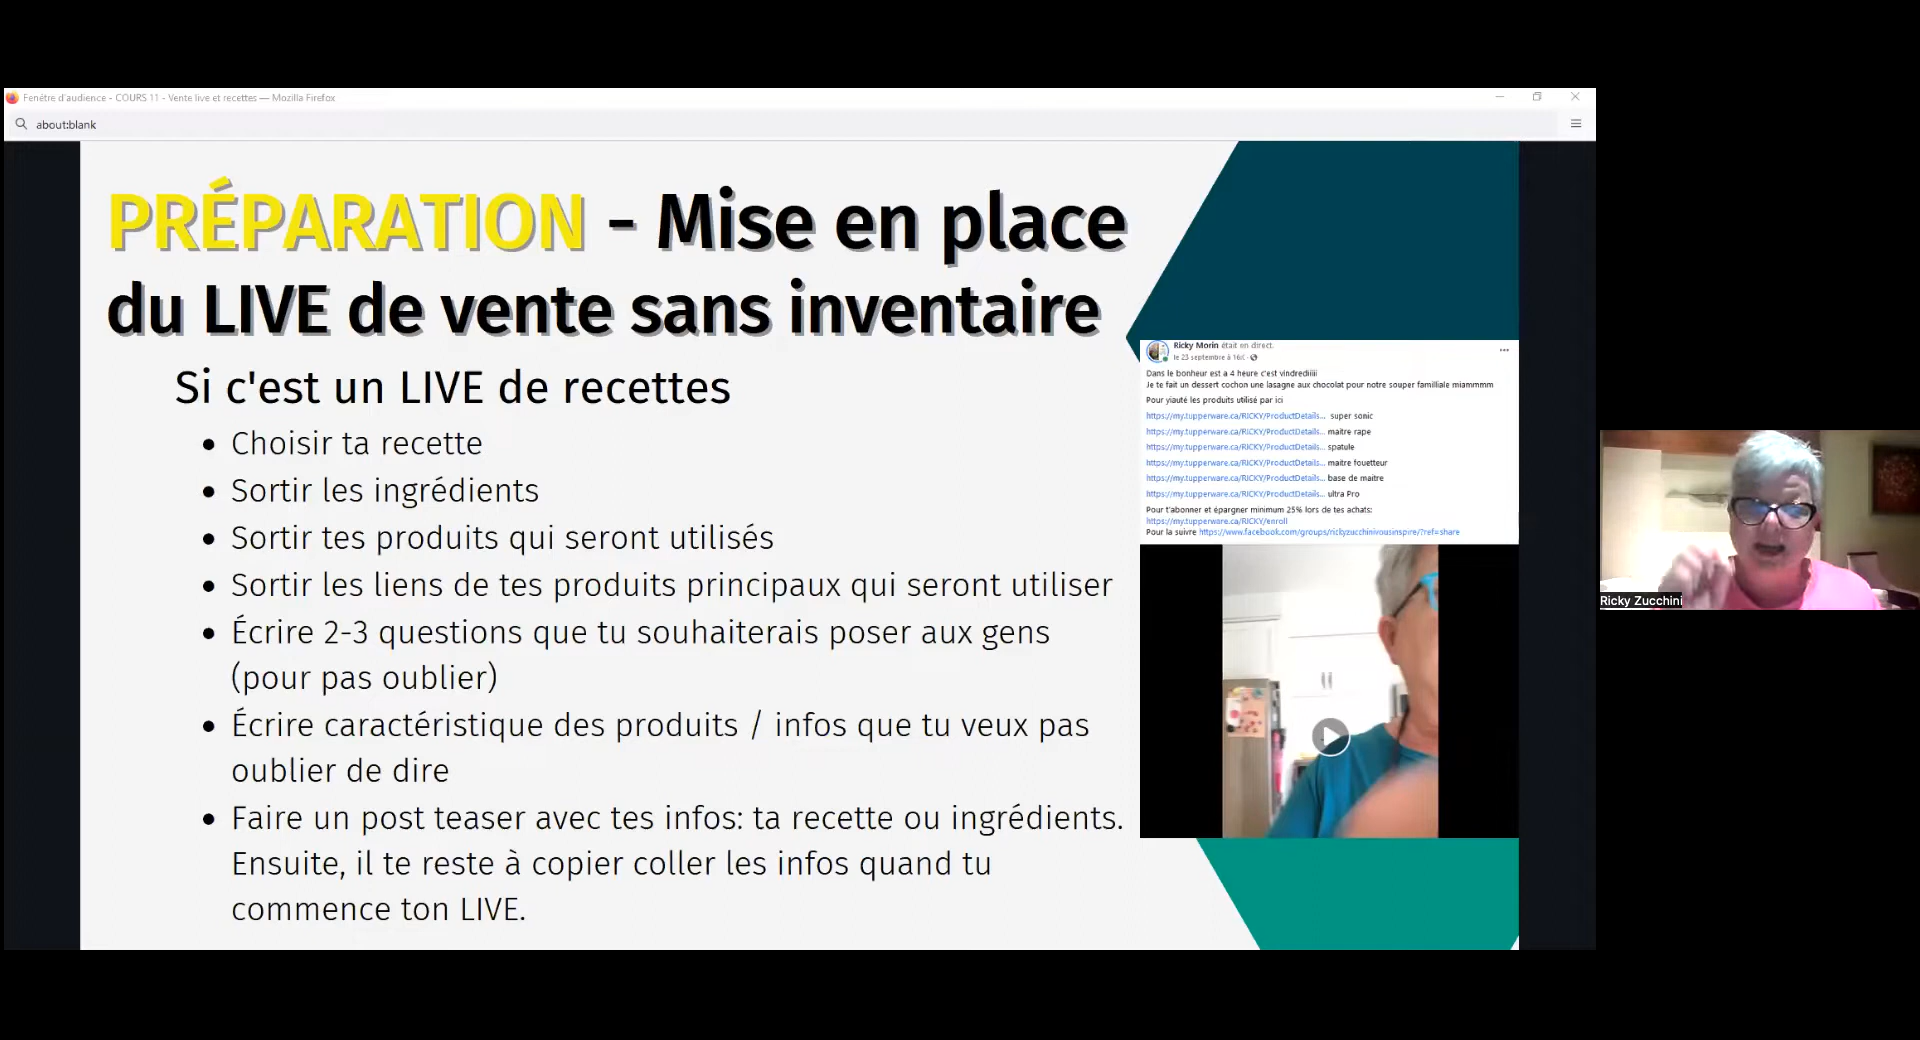 Fenêtre d'audience - COURS 11 - Vente live et recettes — Mozilla Firefox
about:blank
PRÉPARATION - Mise en place
du LIVE de vente sans inventaire
Si c'est un LIVE de recettes
• Choisir ta recette
• Sortir les ingrédients
• Sortir tes produits qui seront utilisés
• Sortir les liens de tes produits principaux qui seront utiliser
• Écrire 2-3 questions que tu souhaiterais poser aux gens
(pour pas oublier)
• Écrire caractéristique des produits / infos que tu veux pas
oublier de dire
• Faire un post teaser avec tes infos: ta recette ou ingrédients.
Ensuite, il te reste à copier coller les infos quand tu
commence ton LIVE.
Ricky Morin était en direct.
le 23 septembre à 16
Dans le bonheur est a 4 heure c'est vindrediiiii
Je te fait un dessert cochon une lasagne aux chocolat pour notre souper familliale miammmm
Pour yiauté les produits utilisé par ici
https://my.tupperware.ca/RICKY/ProductDetails... super sonic
https://my.tupperware.ca/RICKY/ProductDetails... maitre rape
https://my.tupperware.ca/RICKY/ProductDetails... spatule
https://my.tupperware.ca/RICKY/ProductDetails... maitre fouetteur
https://my.tupperware.ca/RICKY/ProductDetails... base de maitre
https://my.tupperware.ca/RICKY/ProductDetails... ultra Pro
Pour t'abonner et épargner minimum 25% lors de tes achats:
https://my.tupperware.ca/RICKY/enroll
Pour la suivre https://www.facebook.com/groups/rickyzucchinivousinspire/?ref=share
Ricky Zucchini